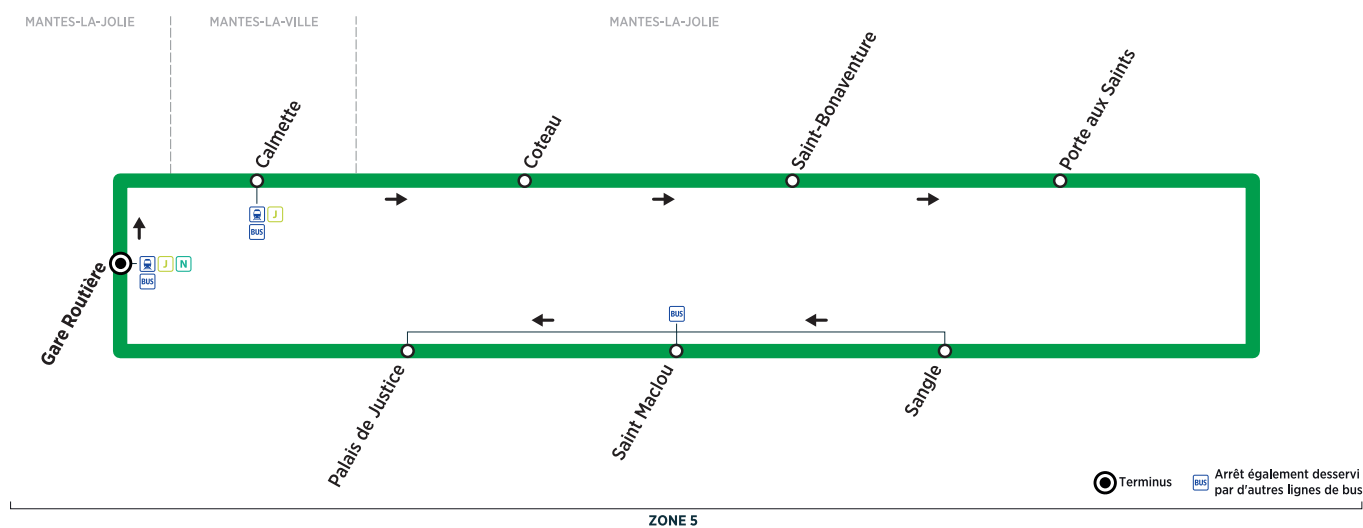 MANTES-LA-JOLIE
MANTES-LA-VILLE
MANTES-LA-JOLIE
Calmette
Coteau
Saint-Bonaventure
Porte aux Saints
J
BUS
Gare Routière
J N
BUS
BUS
Palais de Justice
Saint Maclou
Sangle
Terminus
BUS
Arrêt également desservi
par d'autres lignes de bus
ZONE 5